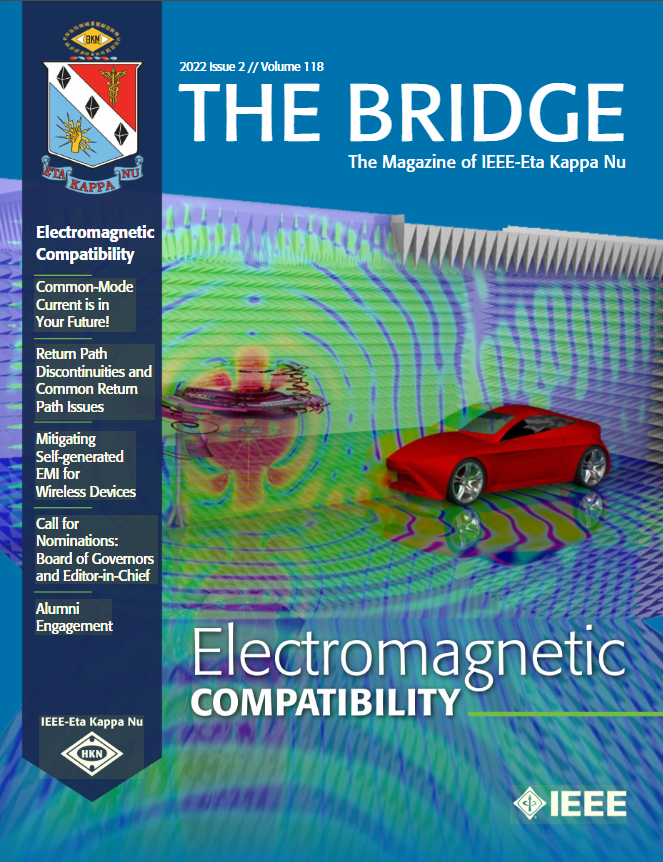 HKN
ETA KAPPA NU
2022 Issue 2 // Volume 118
THE BRIDGE
The Magazine of IEEE-Eta Kappa Nu
Electromagnetic
Compatibility
Common-Mode
Current is in
Your Future!
Return Path
Discontinuities and
Common Return
Path Issues
Mitigating
Self-generated
EMI for
Wireless Devices
Call for
Nominations:
Board of Governors
and Editor-in-Chief
Alumni
Engagement
Electromagnetic
COMPATIBILITY
IEEE-Eta Kappa Nu
HKN
IEEE